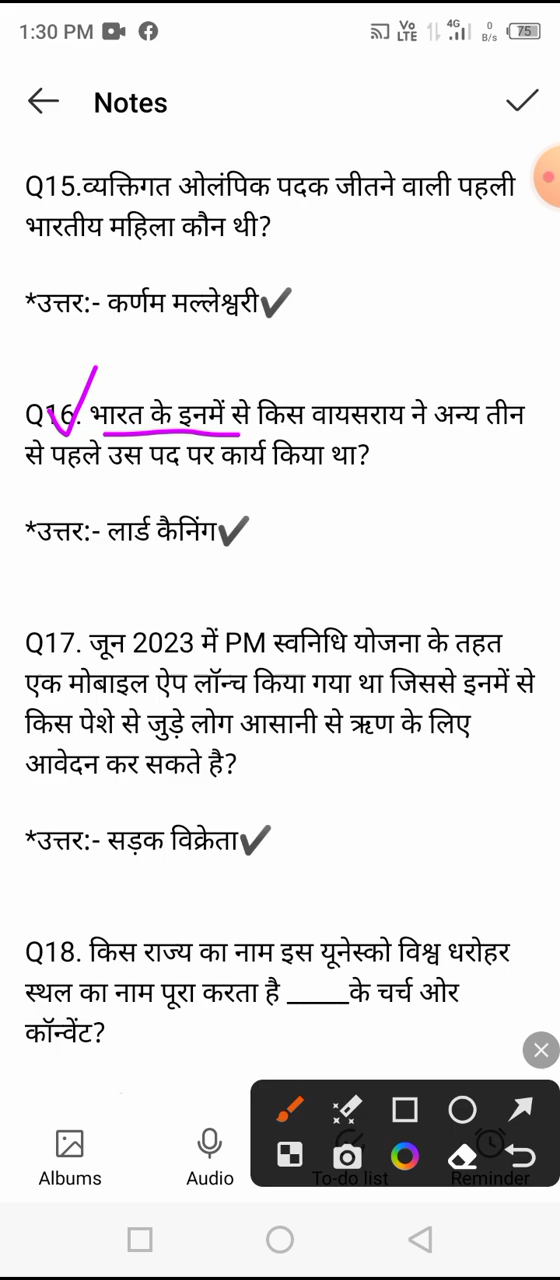 1:30 PM
Vo LTE 4G 0 B/s 75
Notes
Q15.व्यक्तिगत ओलंपिक पदक जीतने वाली पहली
भारतीय महिला कौन थी?
*उत्तर:- कर्णम मल्लेश्वरी✔
Q16. भारत के इनमें से किस वायसराय ने अन्य तीन
से पहले उस पद पर कार्य किया था?
*उत्तर:- लार्ड कैनिंग✔
Q17. जून 2023 में PM स्वनिधि योजना के तहत
एक मोबाइल ऐप लॉन्च किया गया था जिससे इनमें से
किस पेशे से जुड़े लोग आसानी से ऋण के लिए
आवेदन कर सकते है?
*उत्तर:- सड़क विक्रेता✔
Q18. किस राज्य का नाम इस यूनेस्को विश्व धरोहर
स्थल का नाम पूरा करता है _____के चर्च ओर
कॉन्वेंट?
Albums Audio To-do list Reminder